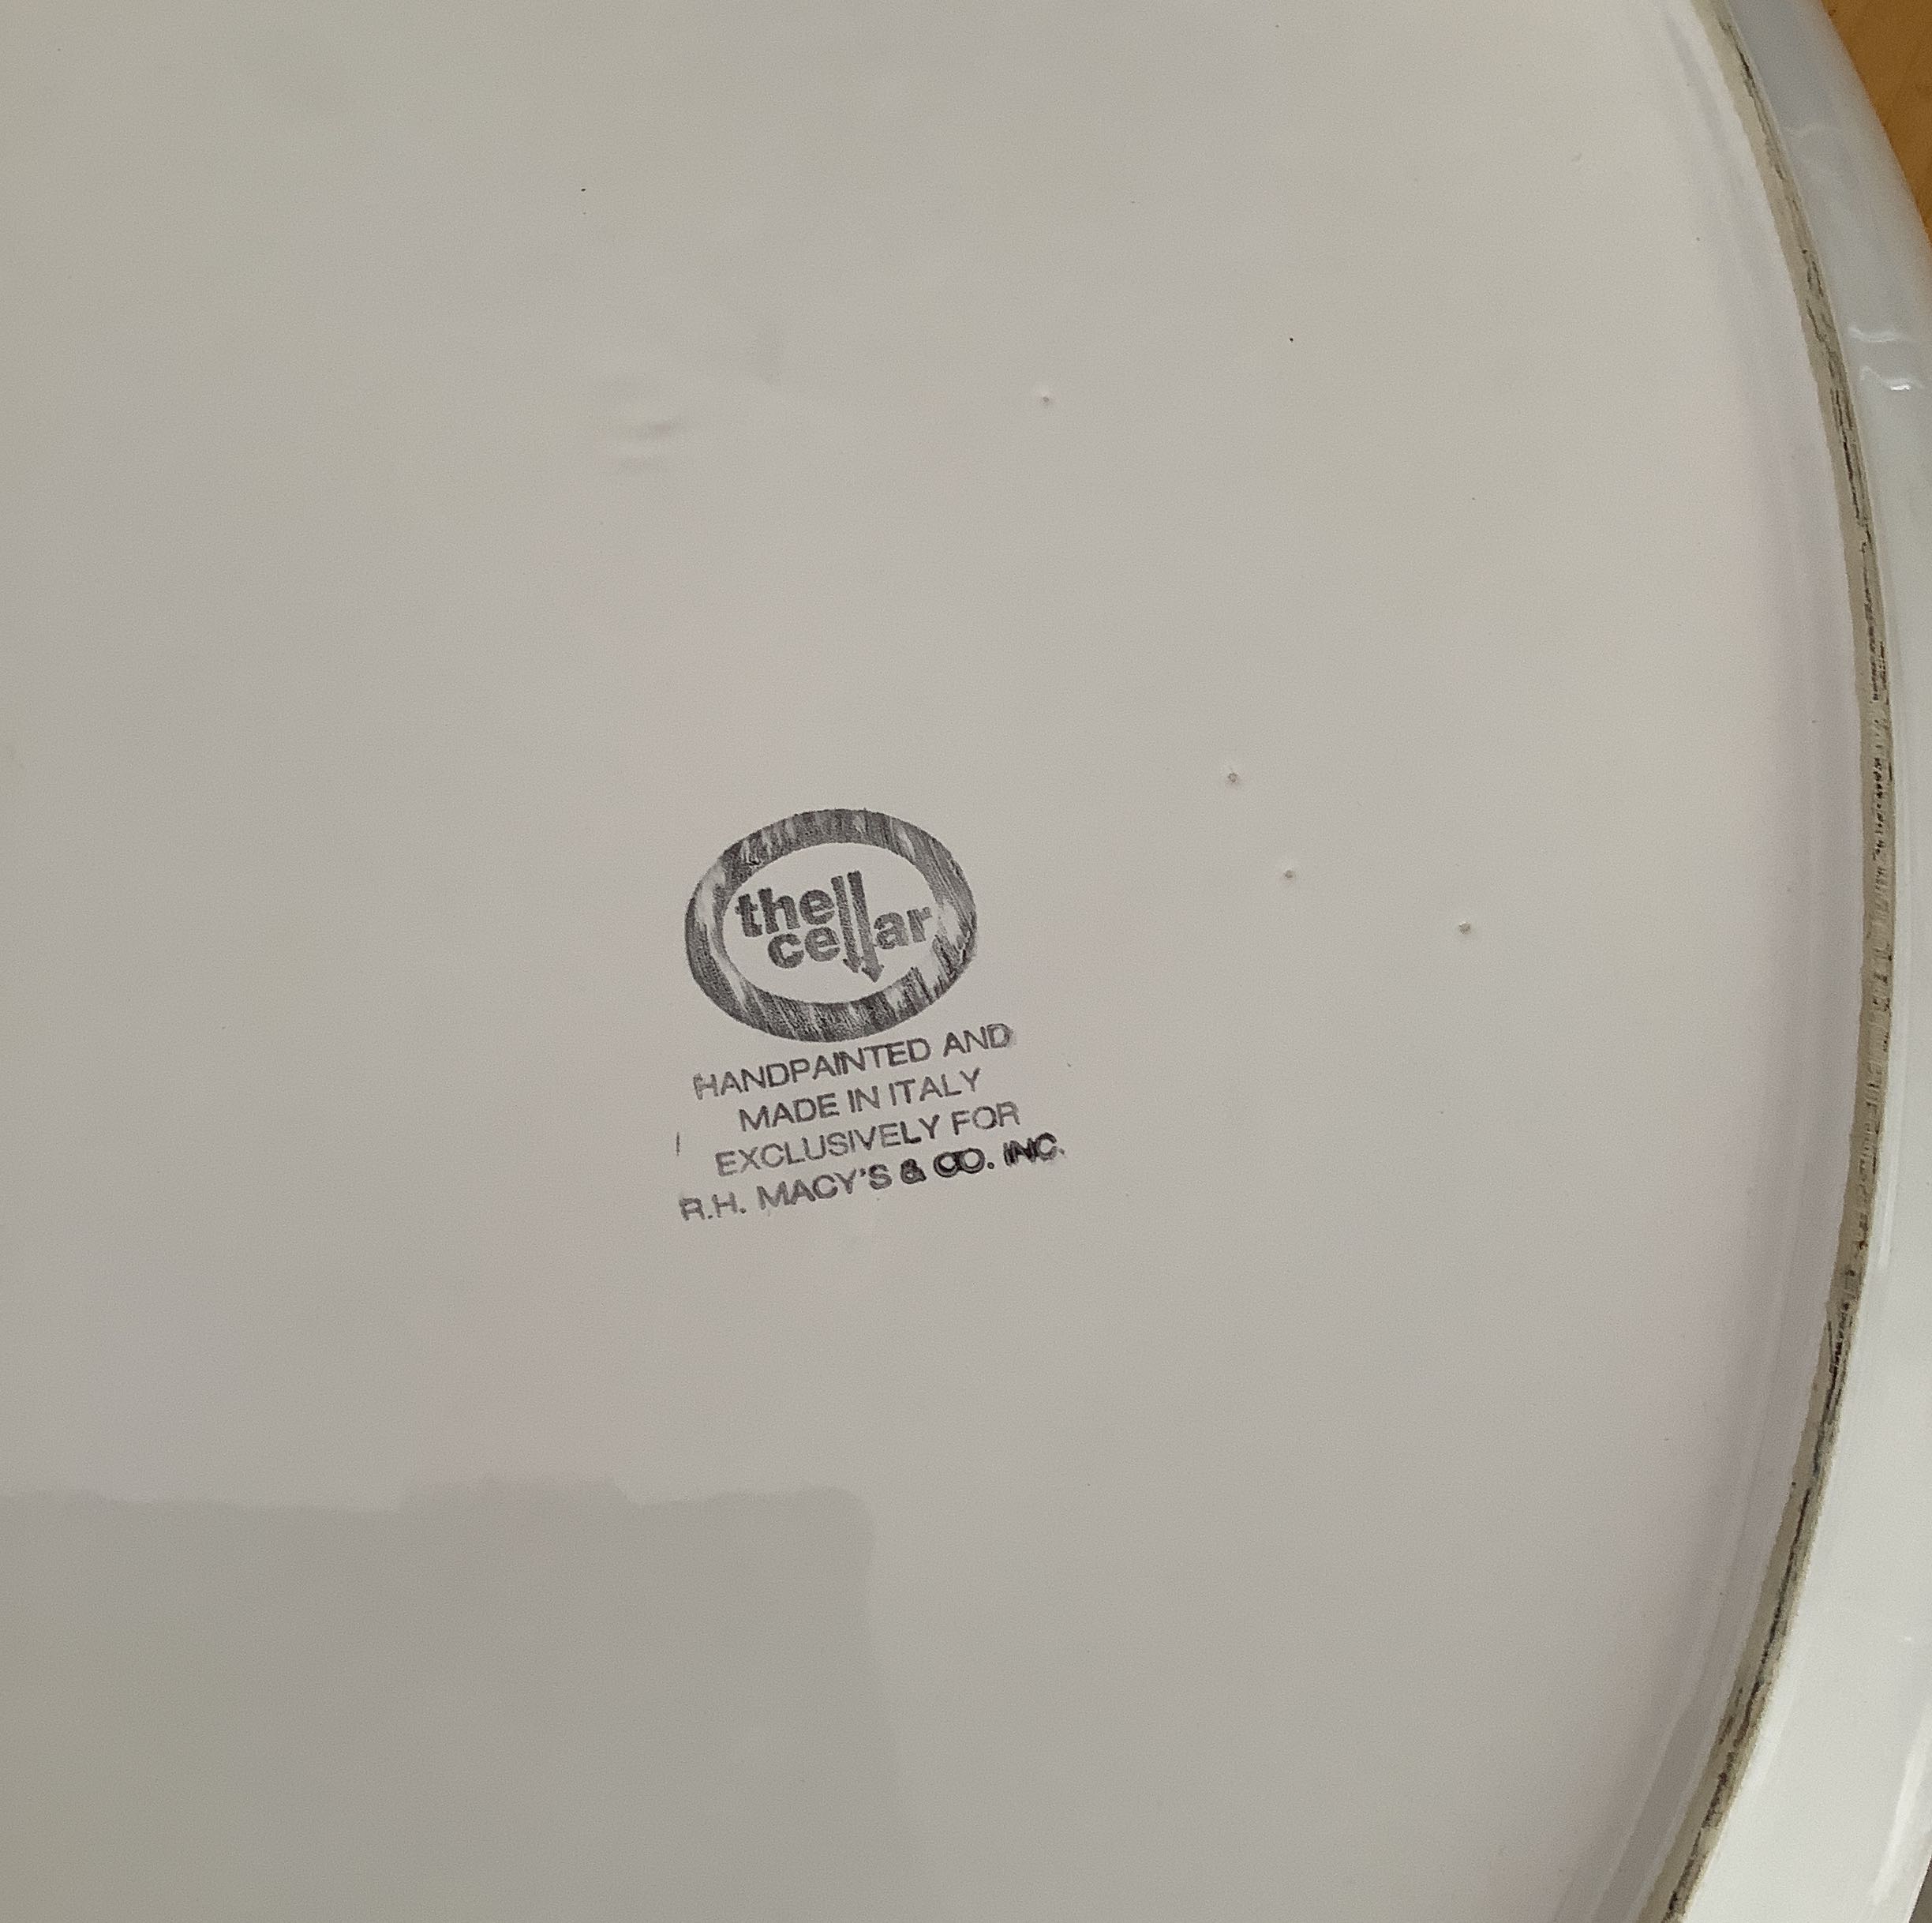 the
cellar
HANDPAINTED AND
MADE IN ITALY
EXCLUSIVELY FOR
R.H. MACY'S & CO. INC.